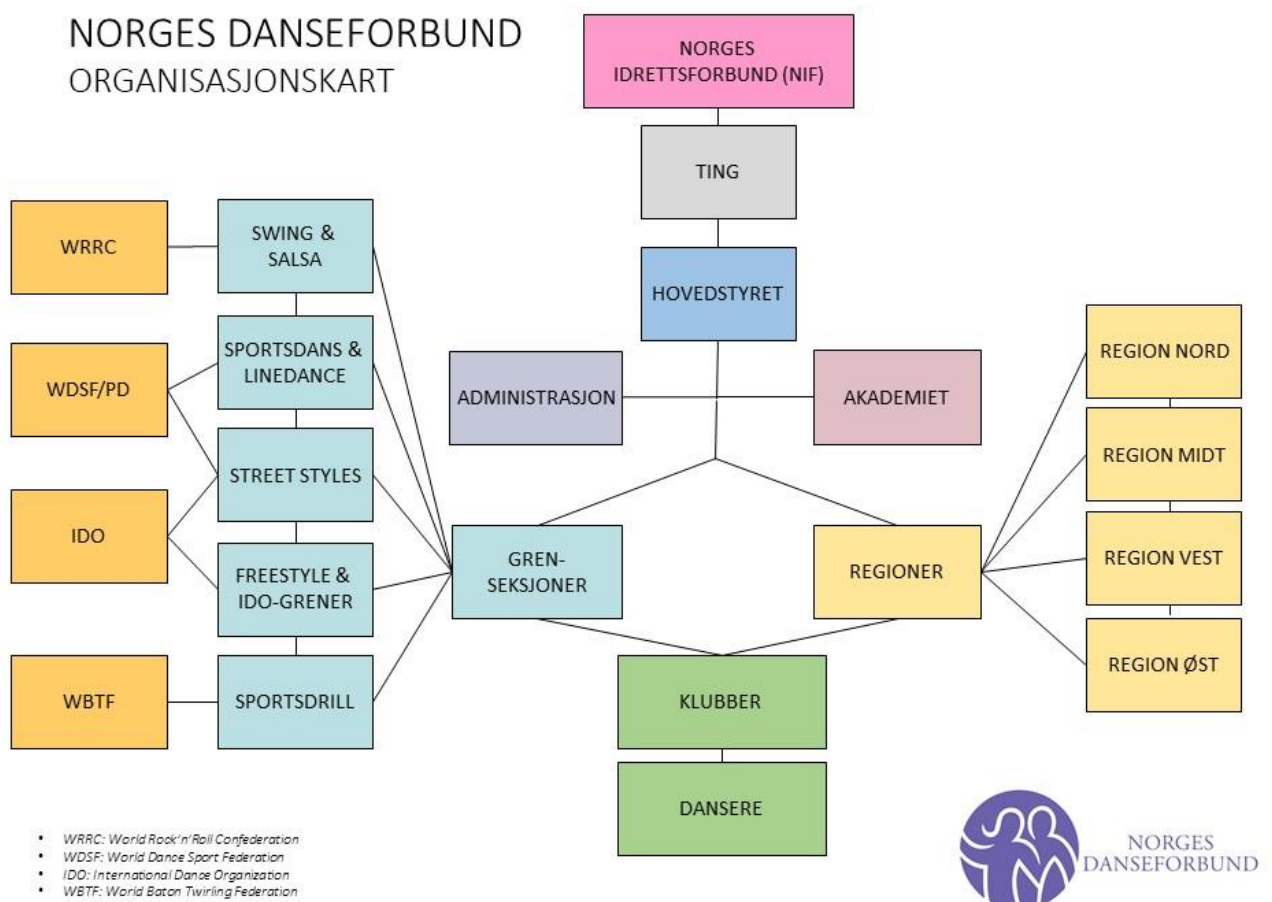 NORGES DANSEFORBUND
ORGANISASJONSKART
NORGES
IDRETTSFORBUND (NIF)
TING
HOVEDSTYRET
ADMINISTRASJON
AKADEMIET
WRRC
SWING &
SALSA
WDSF/PD
SPORTSDANS &
LINEDANCE
STREET STYLES
IDO
FREESTYLE &
IDO-GRENER
WBTF
SPORTSDRILL
GREN-
SEKSJONER
REGIONER
REGION NORD
REGION MIDT
REGION VEST
REGION ØST
KLUBBER
DANSERE
• WRRC: World Rock'n'Roll Confederation
• WDSF: World Dance Sport Federation
• IDO: International Danse Organization
• WBTF: World Baton Twirling Federation
NORGES
DANSEFORBUND